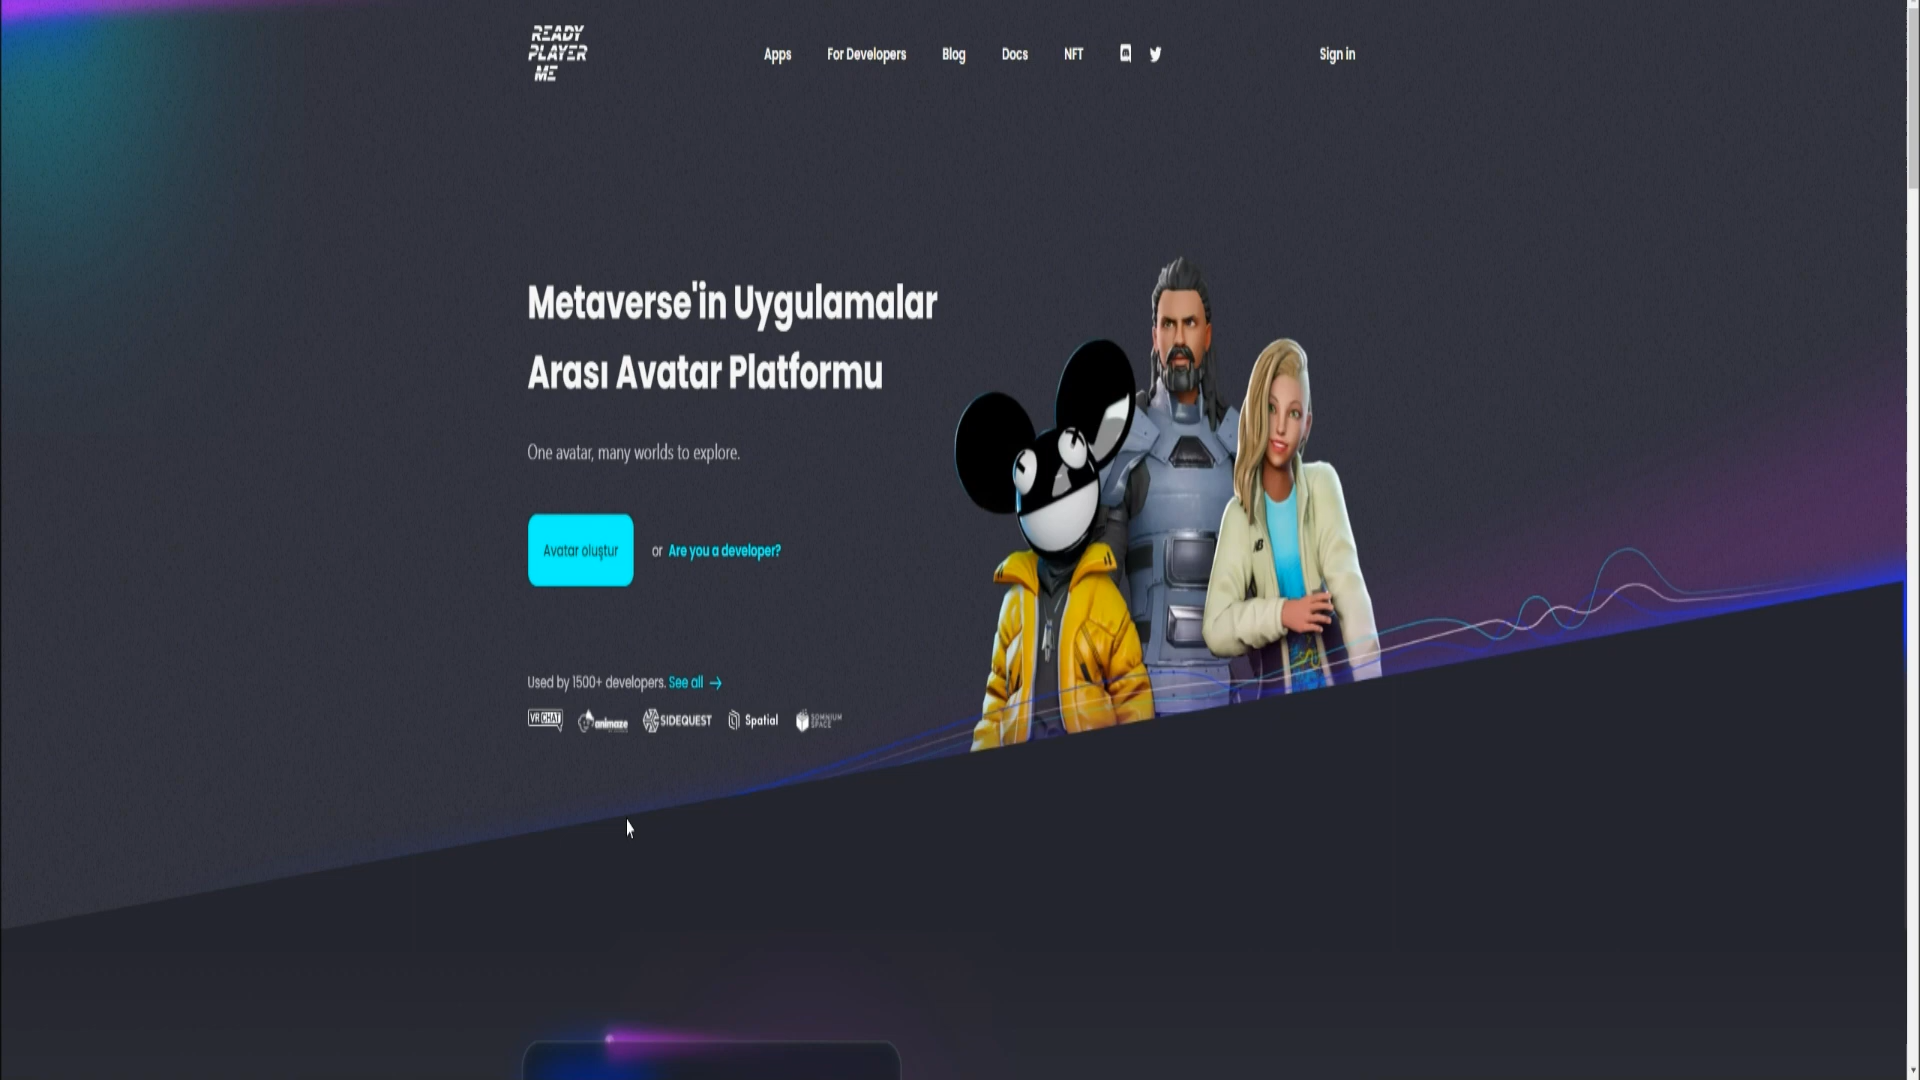 READY
PLAYER
ME
Apps
For Developers
Blog
Docs
NFT
Sign in
Metaverse'in Uygulamalar
Arası Avatar Platformu
One avatar, many worlds to explore.
Avatar oluştur
or Are you a developer?
Used by 1500+ developers. See all →
VRCHAT
animaze
SIDEQUEST
Spatial
SOMNIUM
SPACE